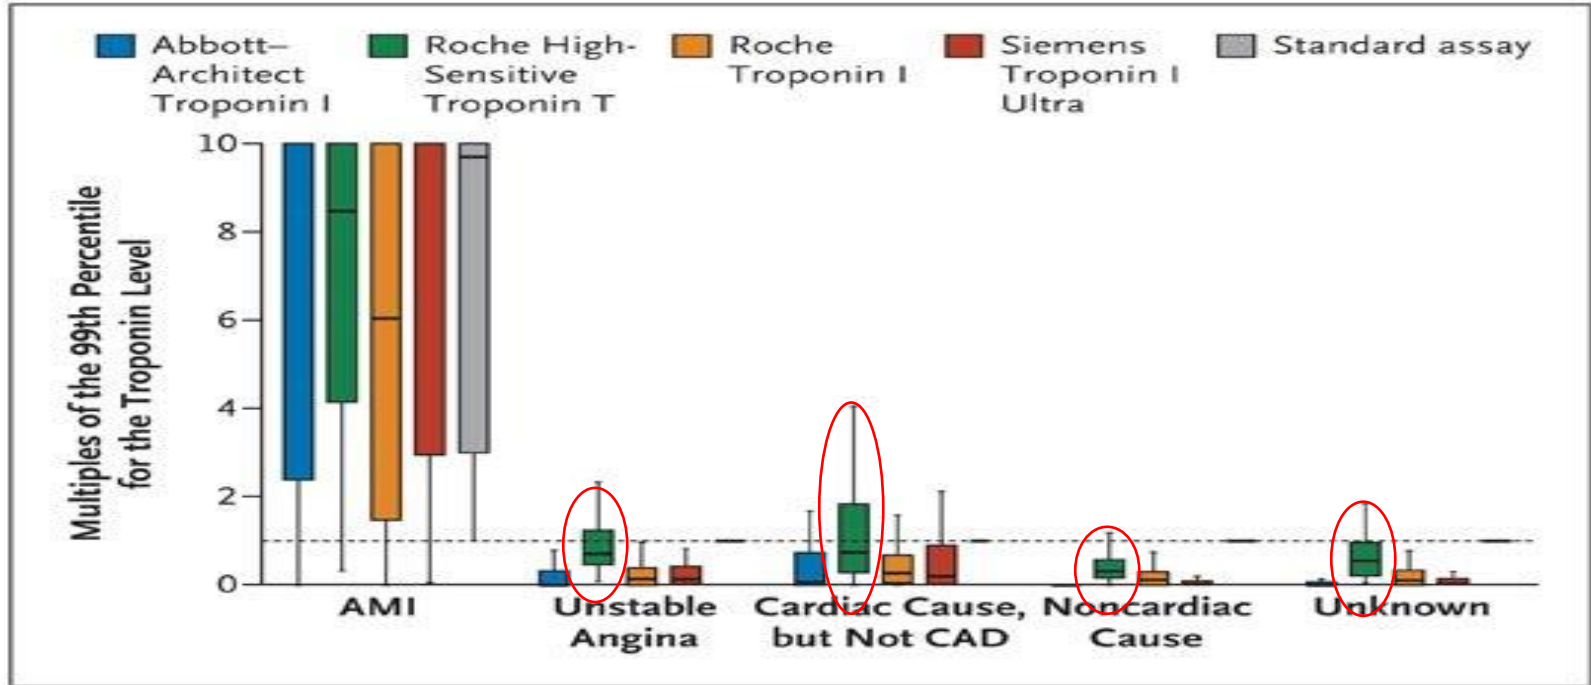 Abbott–
Architect
Troponin I
Roche High-
Sensitive
Troponin T
Roche
Troponin I
Siemens
Troponin I
Ultra
Standard assay
Multiples of the 99th Percentile
for the Troponin Level
10
8
6
4
2
0
AMI
Unstable
Angina
Cardiac Cause,
but Not CAD
Noncardiac
Cause
Unknown